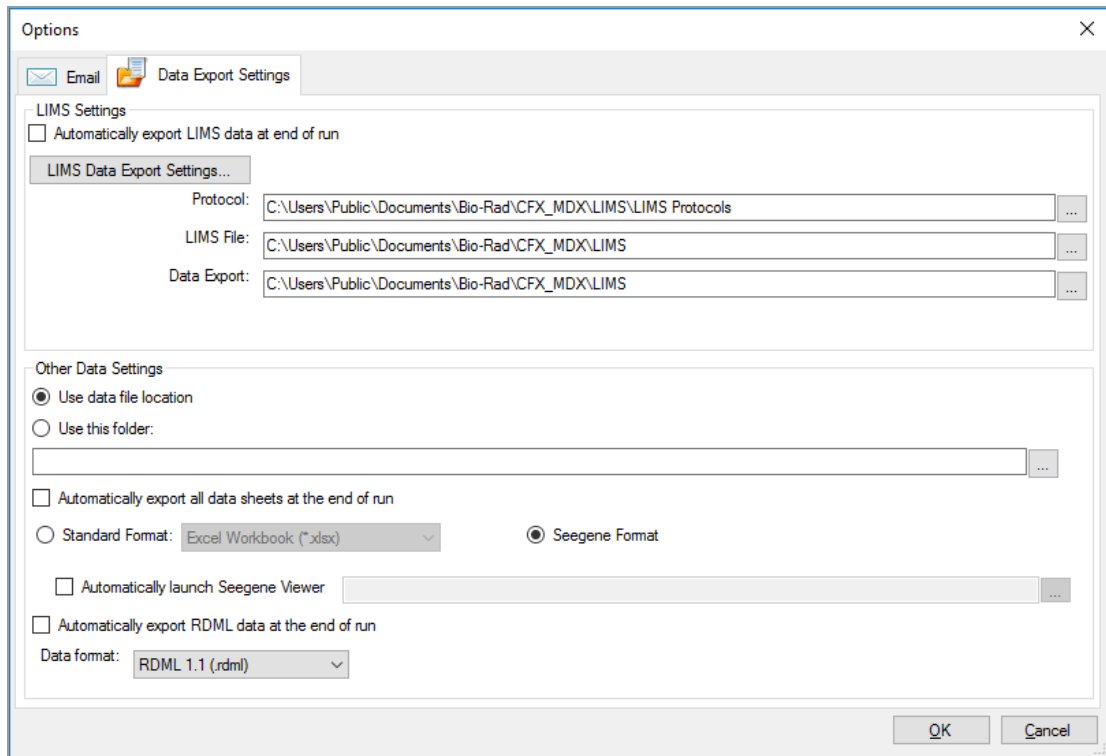 Options
Email Data Export Settings
LIMS Settings
Automatically export LIMS data at end of run
LIMS Data Export Settings...
Protocol: C:\Users\Public\Documents\Bio-Rad\CFX_MDX\LIMS\LIMS Protocols ...
LIMS File: C:\Users\Public\Documents\Bio-Rad\CFX_MDX\LIMS ...
Data Export: C:\Users\Public\Documents\Bio-Rad\CFX_MDX\LIMS ...
Other Data Settings
Use data file location
Use this folder:
...
Automatically export all data sheets at the end of run
Standard Format: Excel Workbook (*.xlsx) Seegene Format
Automatically launch Seegene Viewer ...
Automatically export RDML data at the end of run
Data format: RDML 1.1 (.rdml)
OK Cancel